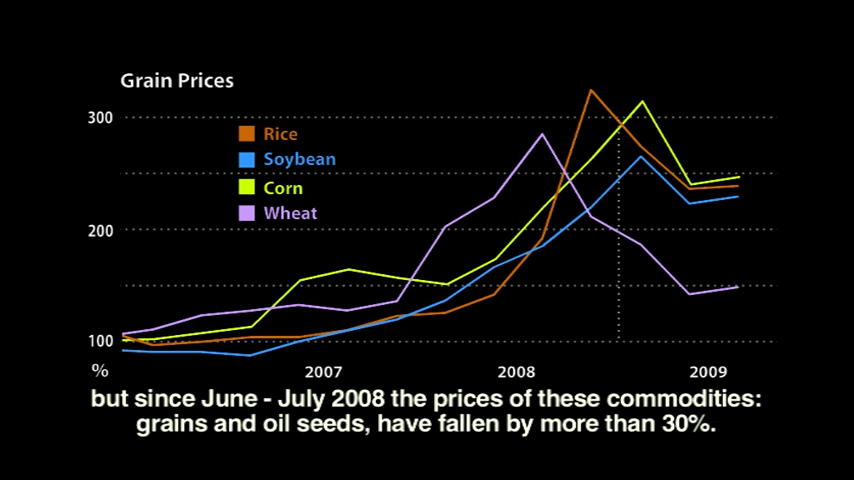 Grain Prices
300
Rice
Soybean
Corn
Wheat
200
100
%
2007
2008
2009
but since June - July 2008 the prices of these commodities:
grains and oil seeds, have fallen by more than 30%.